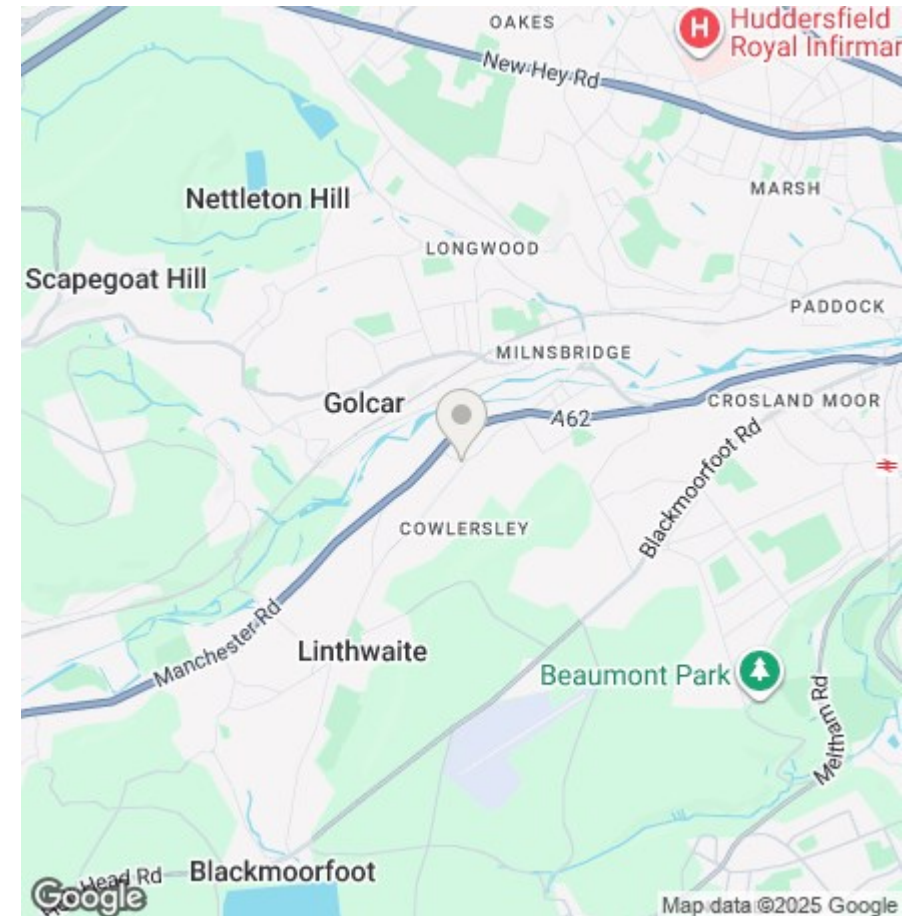 OAKES
H
Huddersfield
Royal Infirmar
New Hey Rd
MARSH
Nettleton Hill
LONGWOOD
Scapegoat Hill
PADDOCK
MILNSBRIDGE
Golcar
A62
CROSLAND MOOR
Blackmoorfoot Rd
COWLERSLEY
Manchester Rd
Linthwaite
Beaumont Park
Meltham Rd
Head Rd
Blackmoorfoot
Google
Map data ©2025 Google